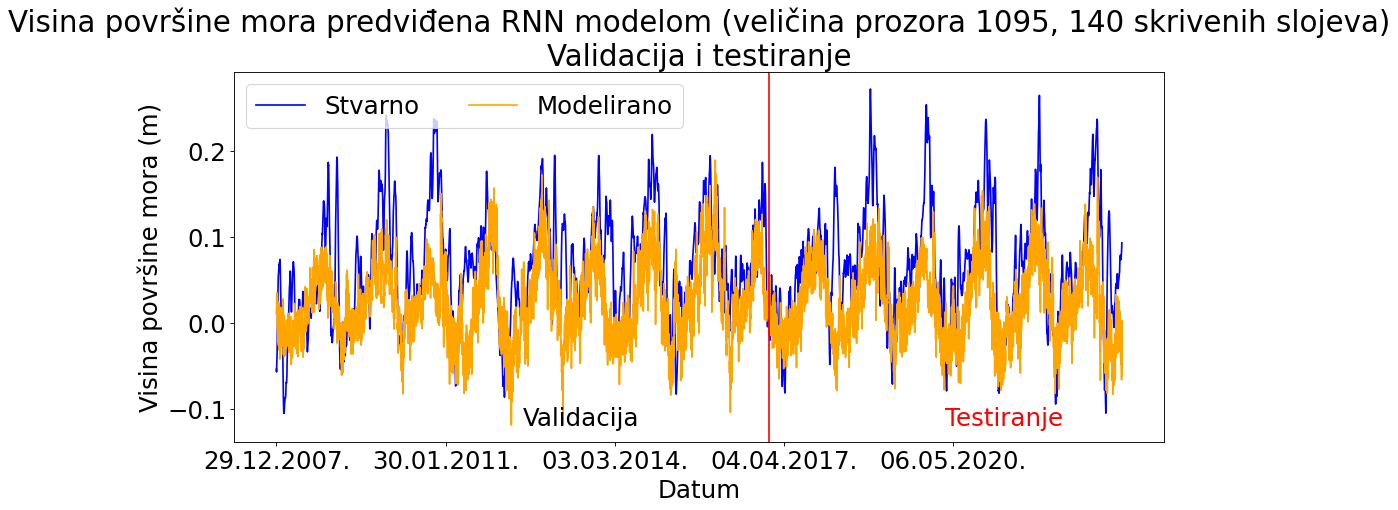 Visina površine mora predviđena RNN modelom (veličina prozora 1095, 140 skrivenih slojeva)
Validacija i testiranje
Stvarno Modelirano
Visina površine mora (m)
0.2
0.1
0.0
−0.1
Validacija Testiranje
29.12.2007. 30.01.2011. 03.03.2014. 04.04.2017. 06.05.2020.
Datum